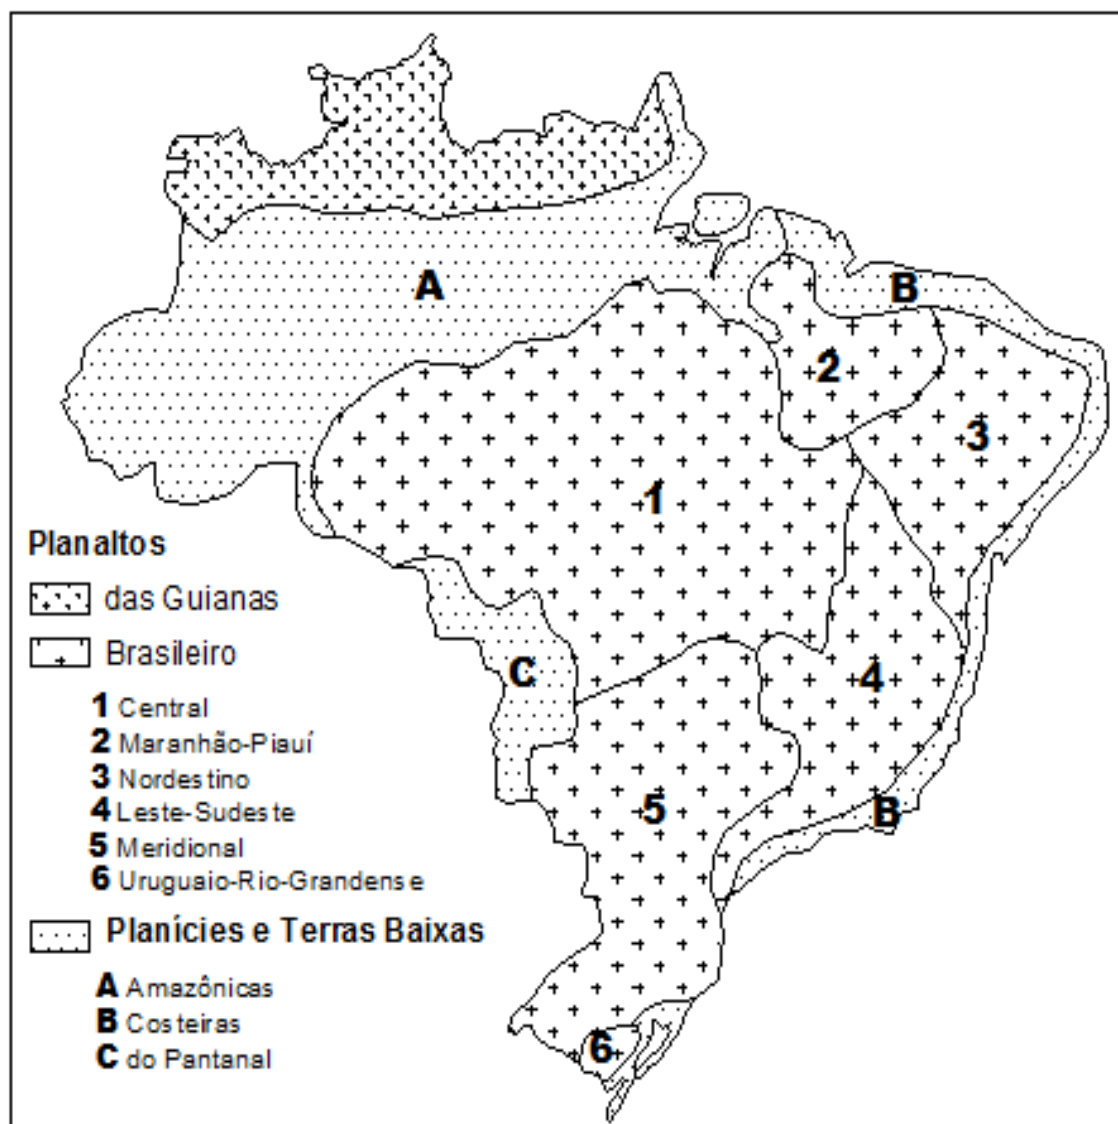 A
B
2
3
1
C
4
5
B
6
Planaltos
das Guianas
Brasileiro
1 Central
2 Maranhão-Piauí
3 Nordestino
4 Leste-Sudeste
5 Meridional
6 Uruguaio-Rio-Grandense
Planícies e Terras Baixas
A Amazônicas
B Costeiras
C do Pantanal